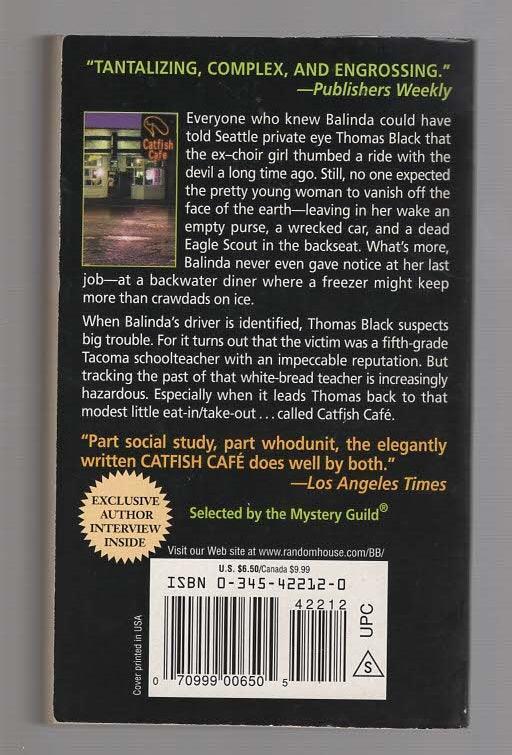 “TANTALIZING, COMPLEX, AND ENGROSSING.”
—Publishers Weekly
Catfish
Cafe
Everyone who knew Balinda could have
told Seattle private eye Thomas Black that
the ex–choir girl thumbed a ride with the
devil a long time ago. Still, no one expected
the pretty young woman to vanish off the
face of the earth—leaving in her wake an
empty purse, a wrecked car, and a dead
Eagle Scout in the backseat. What’s more,
Balinda never even gave notice at her last
job—at a backwater diner where a freezer might keep
more than crawdads on ice.
When Balinda’s driver is identified, Thomas Black suspects
big trouble. For it turns out that the victim was a fifth-grade
Tacoma schoolteacher with an impeccable reputation. But
tracking the past of that white-bread teacher is increasingly
hazardous. Especially when it leads Thomas back to that
modest little eat-in/take-out . . . called Catfish Café.
“Part social study, part whodunit, the elegantly
written CATFISH CAFÉ does well by both.”
—Los Angeles Times
EXCLUSIVE
AUTHOR
INTERVIEW
INSIDE
Selected by the Mystery Guild®
Visit our Web site at www.randomhouse.com/BB/
U.S. $6.50/Canada $9.99
ISBN 0-345-42212-0
42212
0 70999 00650 5
UPC
S
Cover printed in USA